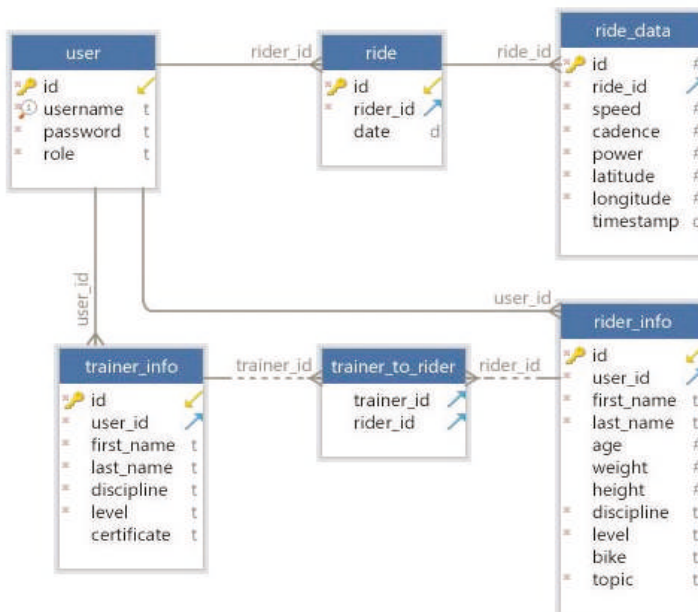 user
id
username t
password t
role t
rider_id
ride
id
rider_id
date d
ride_id
ride_data
id #
ride_id
speed #
cadence #
power #
latitude #
longitude #
timestamp d
user_id
user_id
trainer_info
id
user_id
first_name t
last_name t
discipline t
level t
certificate t
trainer_id
trainer_to_rider
trainer_id
rider_id
rider_id
rider_info
id
user_id
first_name t
last_name t
age #
weight #
height #
discipline t
level t
bike t
topic t